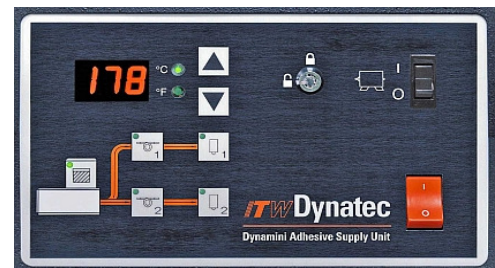 178
°C
°F
I
O
1
1
2
2
ITW Dynatec
Dynamini Adhesive Supply Unit
I
O